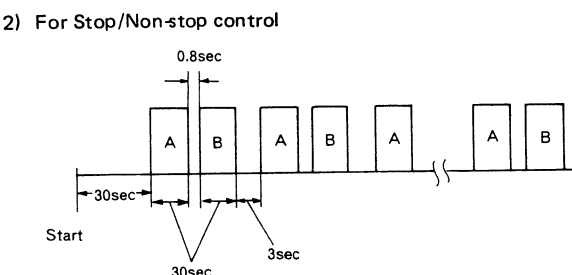 2) For Stop/Non-stop control
0.8sec
A B A B A A B
30sec
Start
3sec
30sec